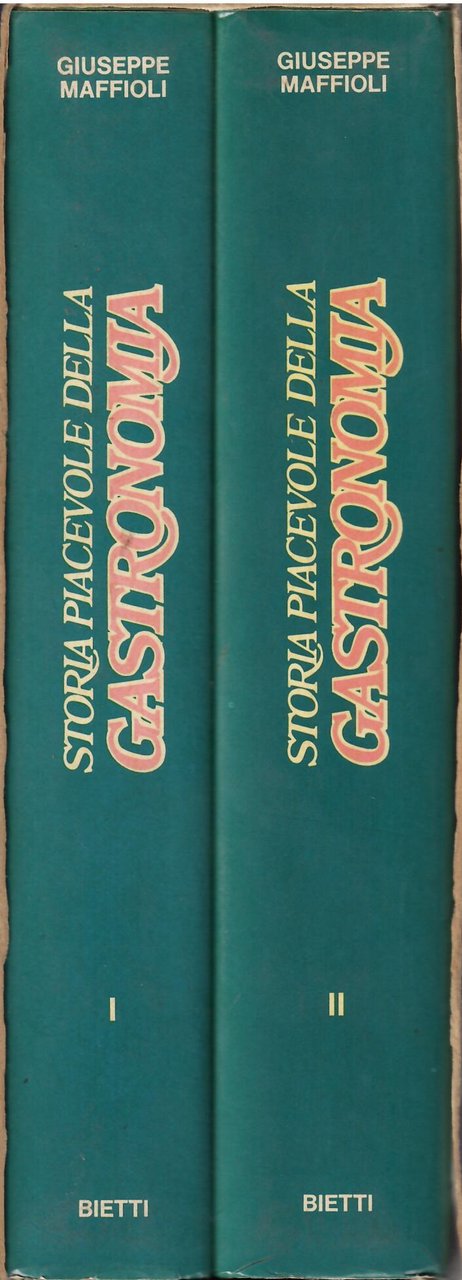 GIUSEPPE
MAFFIOLI
STORIA PIACEVOLE DELLA
GASTRONOMIA
I
BIETTI
GIUSEPPE
MAFFIOLI
STORIA PIACEVOLE DELLA
GASTRONOMIA
II
BIETTI